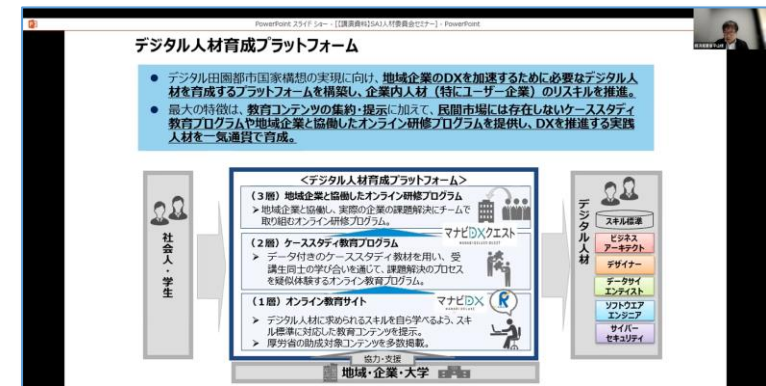 PowerPoint スライド ショー - [【講演資料】SAJ人材委員会セミナー] - PowerPoint
デジタル人材育成プラットフォーム
● デジタル田園都市国家構想の実現に向け、地域企業のDXを加速するために必要なデジタル人
材を育成するプラットフォームを構築し、企業内人材（特にユーザー企業）のリスキルを推進。
● 最大の特徴は、教育コンテンツの集約・提示に加えて、民間市場には存在しないケーススタディ
教育プログラムや地域企業と協働したオンライン研修プログラムを提供し、DXを推進する実践
人材を一気通貫で育成。
社会人・学生
＜デジタル人材育成プラットフォーム＞
（３層）地域企業と協働したオンライン研修プログラム
➢地域企業と協働し、実際の企業の課題解決にチームで
取り組むオンライン研修プログラム。
マナビDXクエスト
（２層）ケーススタディ教育プログラム
➢ データ付きのケーススタディ教材を用い、受
講生同士の学び合いを通じて、課題解決のプロセス
を疑似体験するオンライン教育プログラム。
（１層）オンライン教育サイト
マナビDX
R
➢ デジタル人材に求められるスキルを自ら学べるよう、スキ
ル標準に対応した教育コンテンツを提示。
➢ 厚労省の助成対象コンテンツを多数掲載。
協力・支援
地域・企業・大学
デジタル人材
スキル標準
ビジネス
アーキテクト
デザイナー
データサイ
エンティスト
ソフトウエア
エンジニア
サイバー
セキュリティ